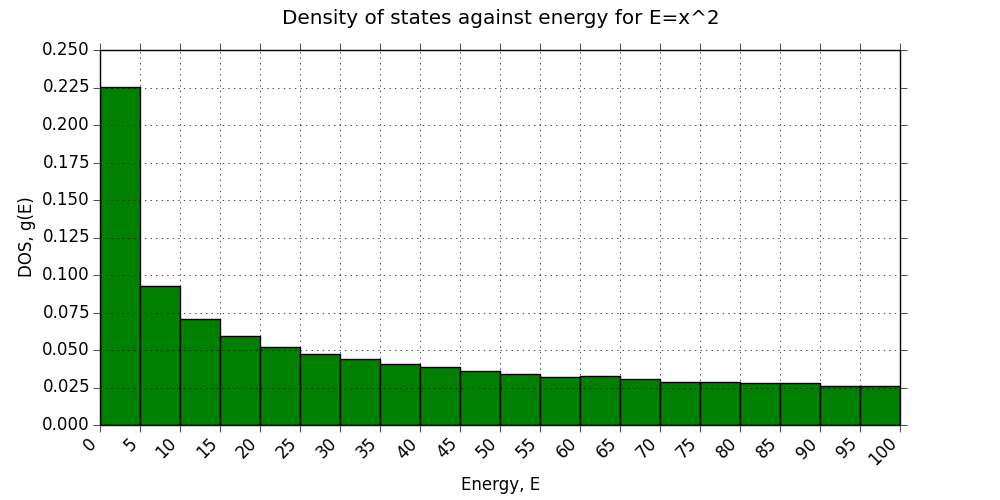 Density of states against energy for E=x^2
0.250
0.225
0.200
0.175
0.150
0.125
0.100
0.075
0.050
0.025
0.000
DOS, g(E)
0 5 10 15 20 25 30 35 40 45 50 55 60 65 70 75 80 85 90 95 100
Energy, E